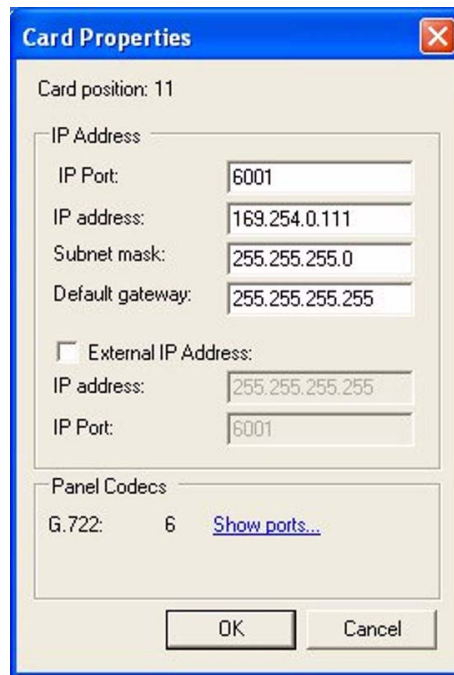 Card Properties
Card position: 11
IP Address
IP Port: 6001
IP address: 169.254.0.111
Subnet mask: 255.255.255.0
Default gateway: 255.255.255.255
External IP Address:
IP address: 255.255.255.255
IP Port: 6001
Panel Codecs
G.722: 6 Show ports...
OK Cancel